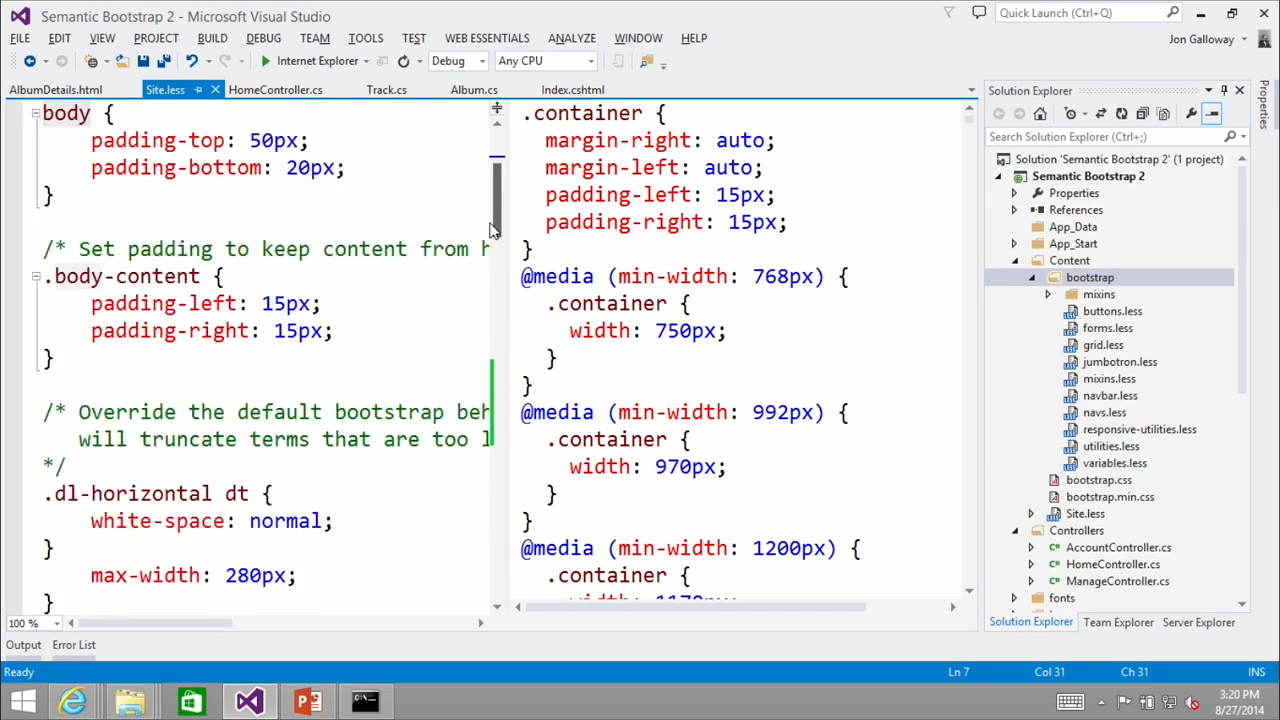 Semantic Bootstrap 2 - Microsoft Visual Studio
Quick Launch (Ctrl+Q)
FILE EDIT VIEW PROJECT BUILD DEBUG TEAM TOOLS TEST WEB ESSENTIALS ANALYZE WINDOW HELP
Jon Galloway
Internet Explorer Debug Any CPU
AlbumDetails.html Site.less HomeController.cs Track.cs Album.cs Index.cshtml
body {
padding-top: 50px;
padding-bottom: 20px;
}
/* Set padding to keep content from h
.body-content {
padding-left: 15px;
padding-right: 15px;
}
/* Override the default bootstrap beh
will truncate terms that are too l
*/
.dl-horizontal dt {
white-space: normal;
}
max-width: 280px;
}
100 %
.container {
margin-right: auto;
margin-left: auto;
padding-left: 15px;
padding-right: 15px;
}
@media (min-width: 768px) {
.container {
width: 750px;
}
}
@media (min-width: 992px) {
.container {
width: 970px;
}
}
@media (min-width: 1200px) {
.container {
width: 1170px;
Solution Explorer
Search Solution Explorer (Ctrl+;)
Solution 'Semantic Bootstrap 2' (1 project)
Semantic Bootstrap 2
Properties
References
App_Data
App_Start
Content
bootstrap
mixins
buttons.less
forms.less
grid.less
jumbotron.less
mixins.less
navbar.less
navs.less
responsive-utilities.less
utilities.less
variables.less
bootstrap.css
bootstrap.min.css
Site.less
Controllers
AccountController.cs
HomeController.cs
ManageController.cs
fonts
Solution Explorer Team Explorer Server Explorer
Properties
Output Error List
Ready Ln 7 Col 31 Ch 31 INS
3:20 PM
8/27/2014